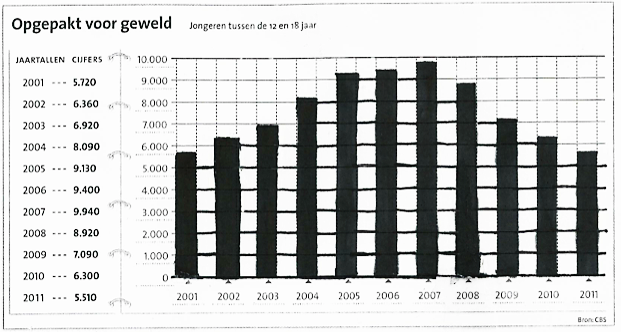 Opgepakt voor geweld Jongeren tussen de 12 en 18 jaar
JAARTALLEN CIJFERS
2001 --- 5.720
2002 --- 6.360
2003 --- 6.920
2004 --- 8.090
2005 --- 9.130
2006 --- 9.400
2007 --- 9.940
2008 --- 8.920
2009 --- 7.090
2010 --- 6.300
2011 --- 5.510
10.000
9.000
8.000
7.000
6.000
5.000
4.000
3.000
2.000
1.000
0
2001 2002 2003 2004 2005 2006 2007 2008 2009 2010 2011
Bron: CBS